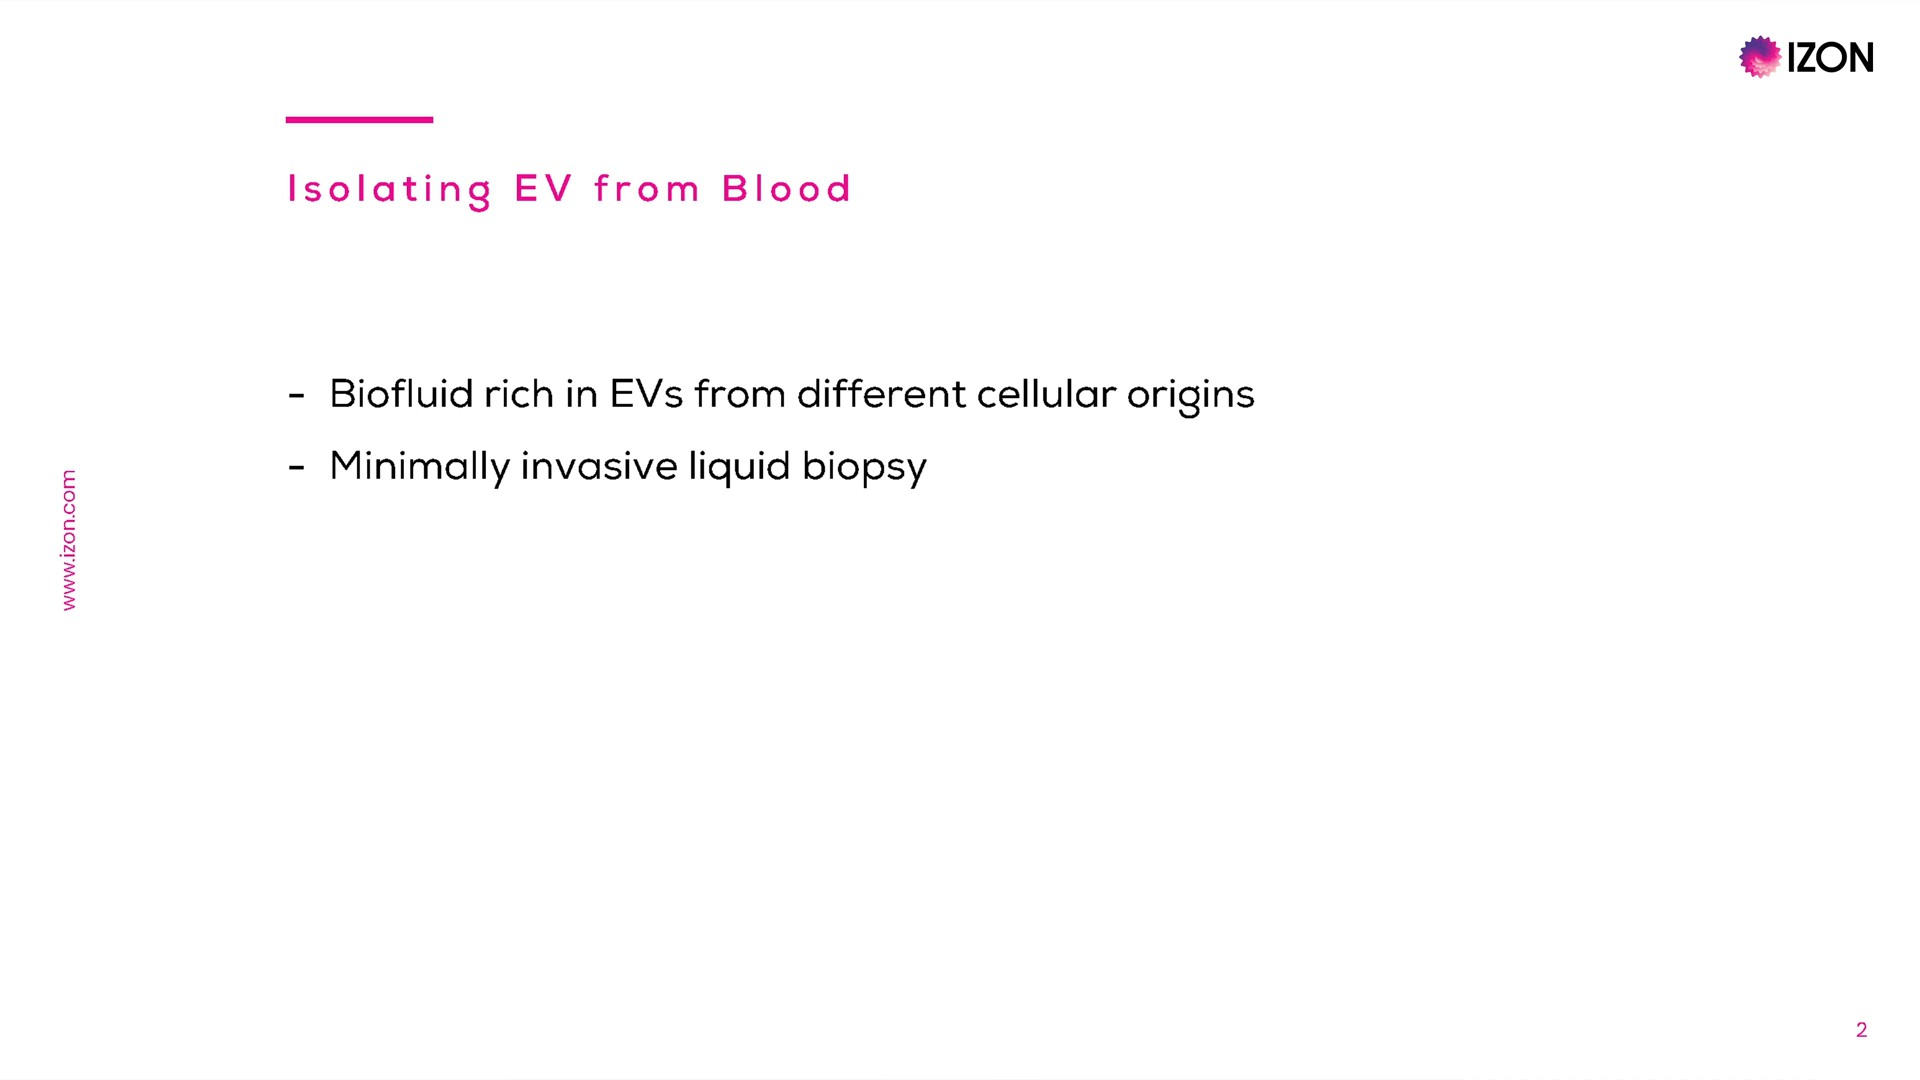 IZON
Isolating EV from Blood
- Biofluid rich in EVs from different cellular origins
- Minimally invasive liquid biopsy
www.izon.com
2